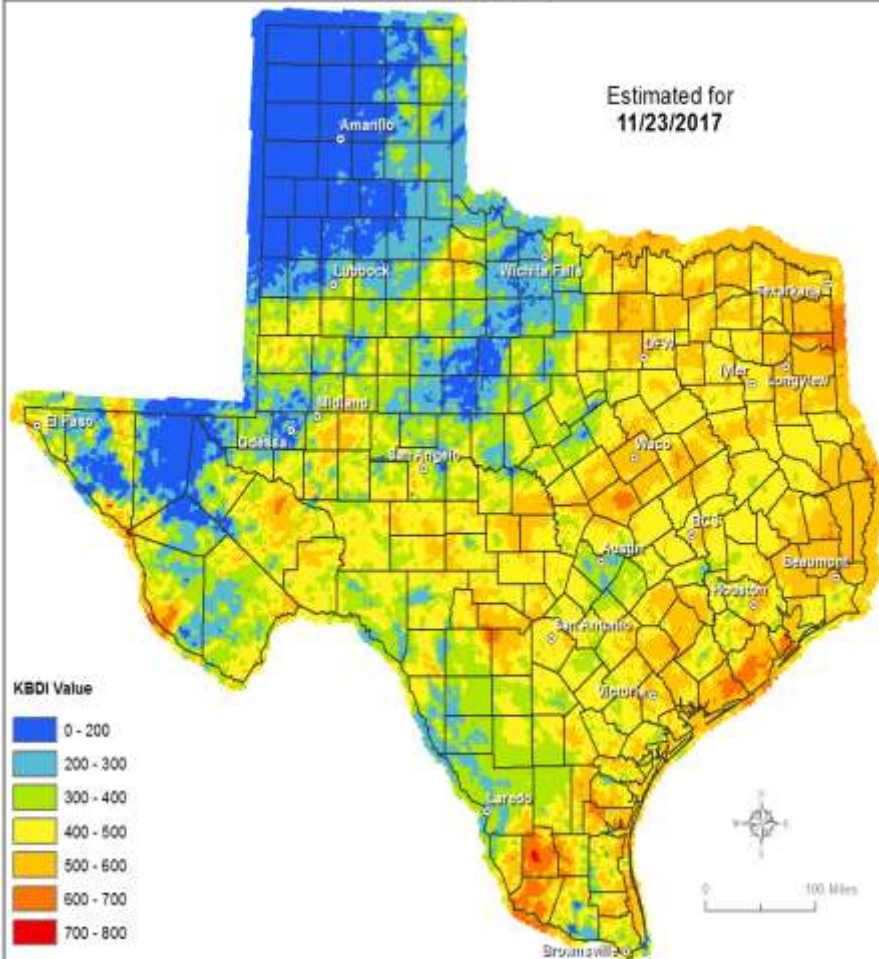 Estimated for
11/23/2017
Amarillo
Lubbock
Wichita Falls
Texarkana
DFW
Tyler
Longview
Midland
El Paso
Odessa
San Angelo
Waco
BCS
Austin
Beaumont
Houston
San Antonio
Victoria
Laredo
Brownsville
KBDI Value
0 - 200
200 - 300
300 - 400
400 - 500
500 - 600
600 - 700
700 - 800
0 100 Miles